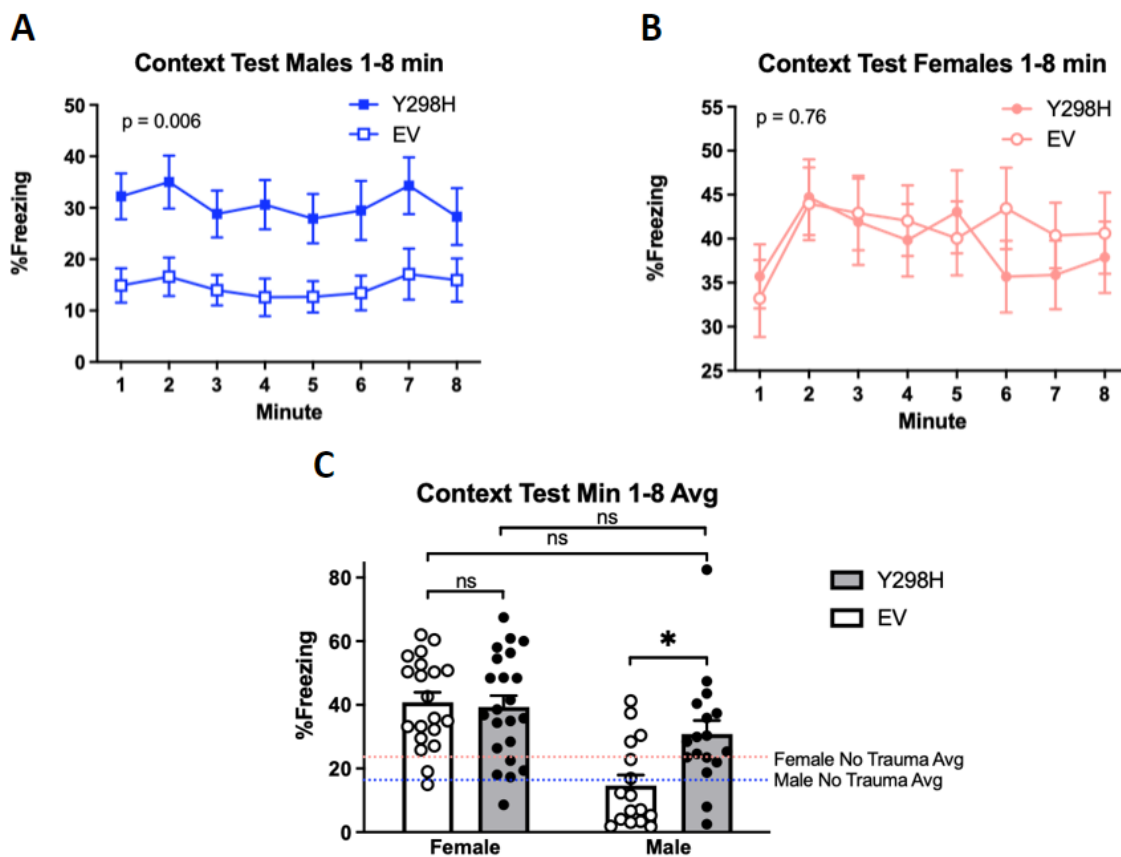 A
Context Test Males 1-8 min
p = 0.006
Y298H
EV
%Freezing
50
40
30
20
10
0
1 2 3 4 5 6 7 8
Minute
B
Context Test Females 1-8 min
p = 0.76
Y298H
EV
%Freezing
55
50
45
40
35
30
25
1 2 3 4 5 6 7 8
Minute
C
Context Test Min 1-8 Avg
ns
ns
ns
*
Y298H
EV
%Freezing
80
60
40
20
0
Female No Trauma Avg
Male No Trauma Avg
Female Male